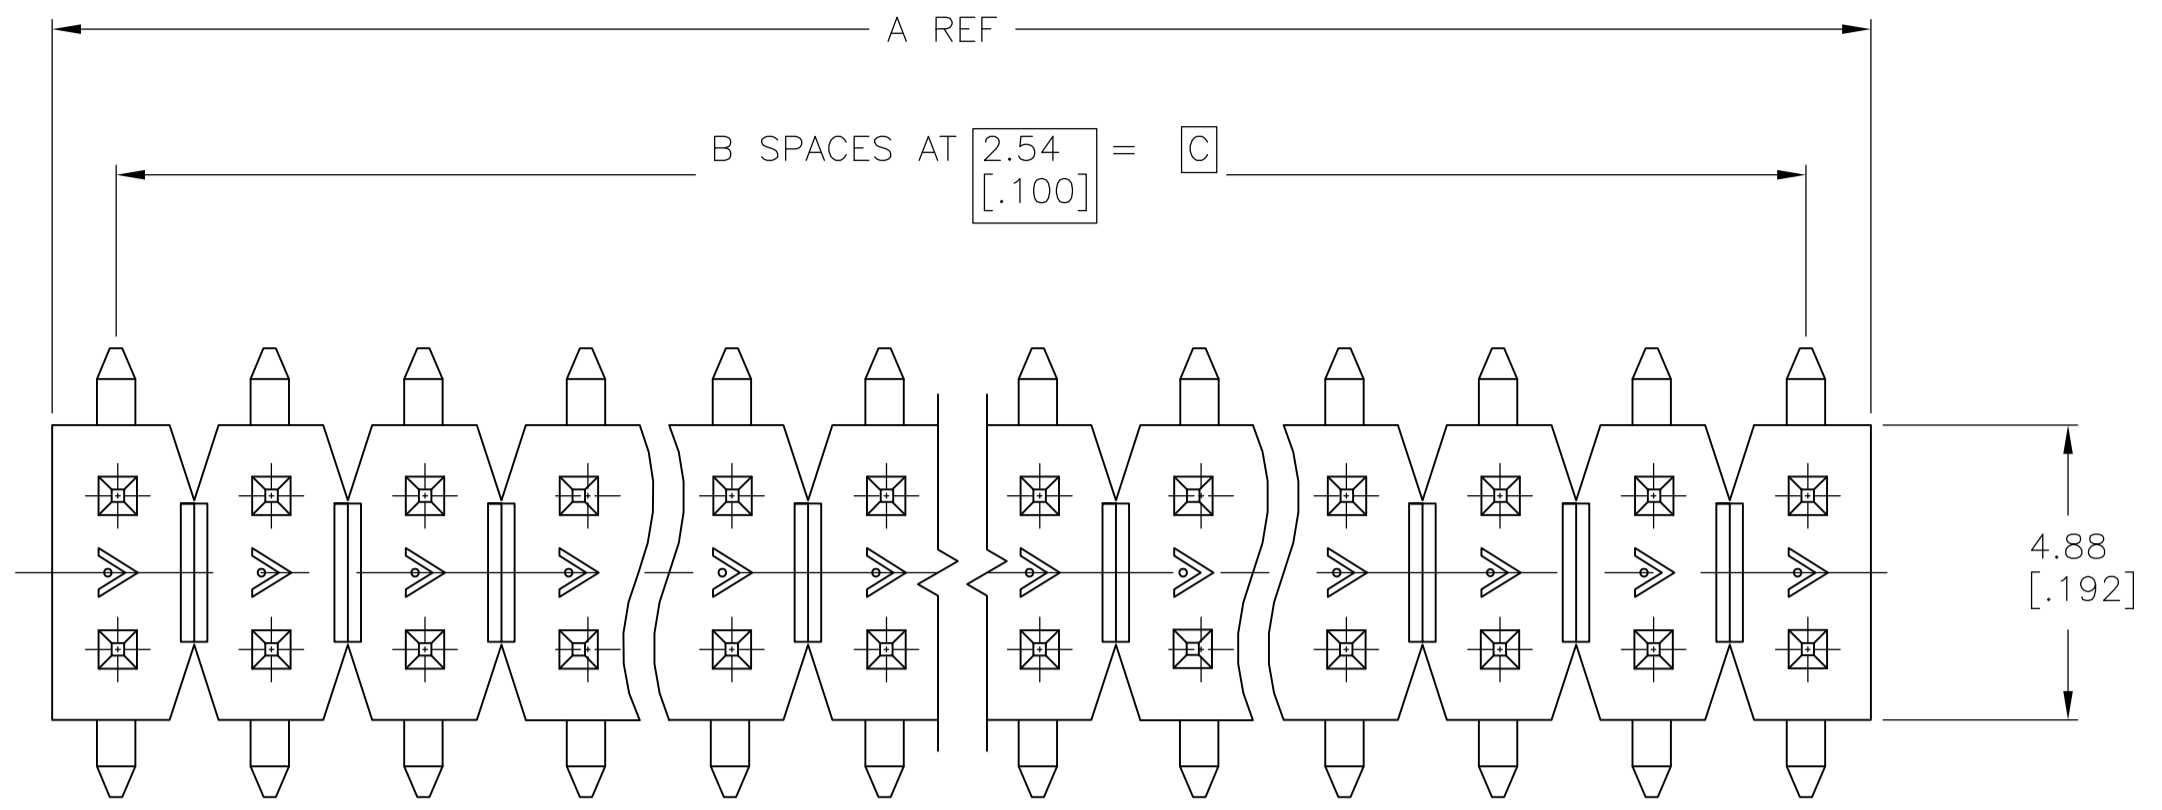 A REF
B SPACES AT 2.54 = C
[.100]
4.88
[.192]